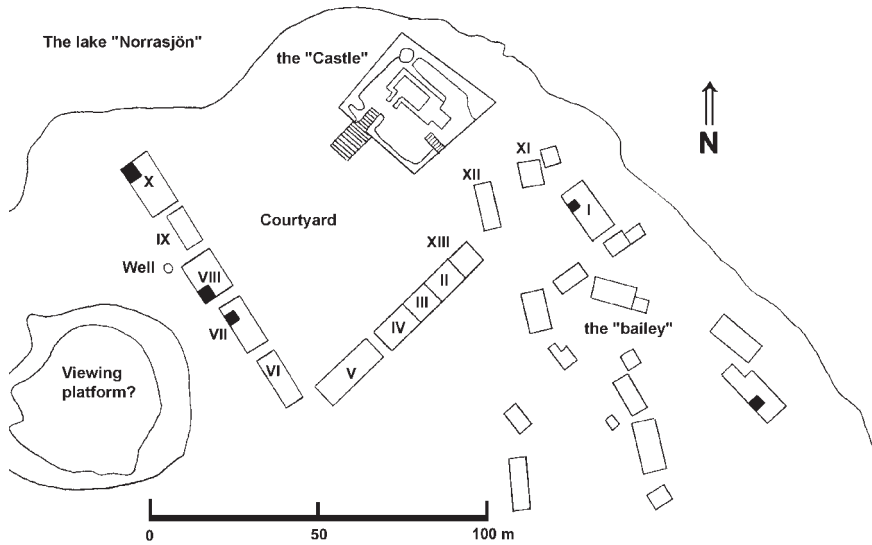 The lake "Norrasjön"
the "Castle"
N
XI
XII
X
I
IX
Courtyard
XIII
Well
VIII
II
III
VII
IV
the "bailey"
VI
V
Viewing
platform?
0
50
100 m